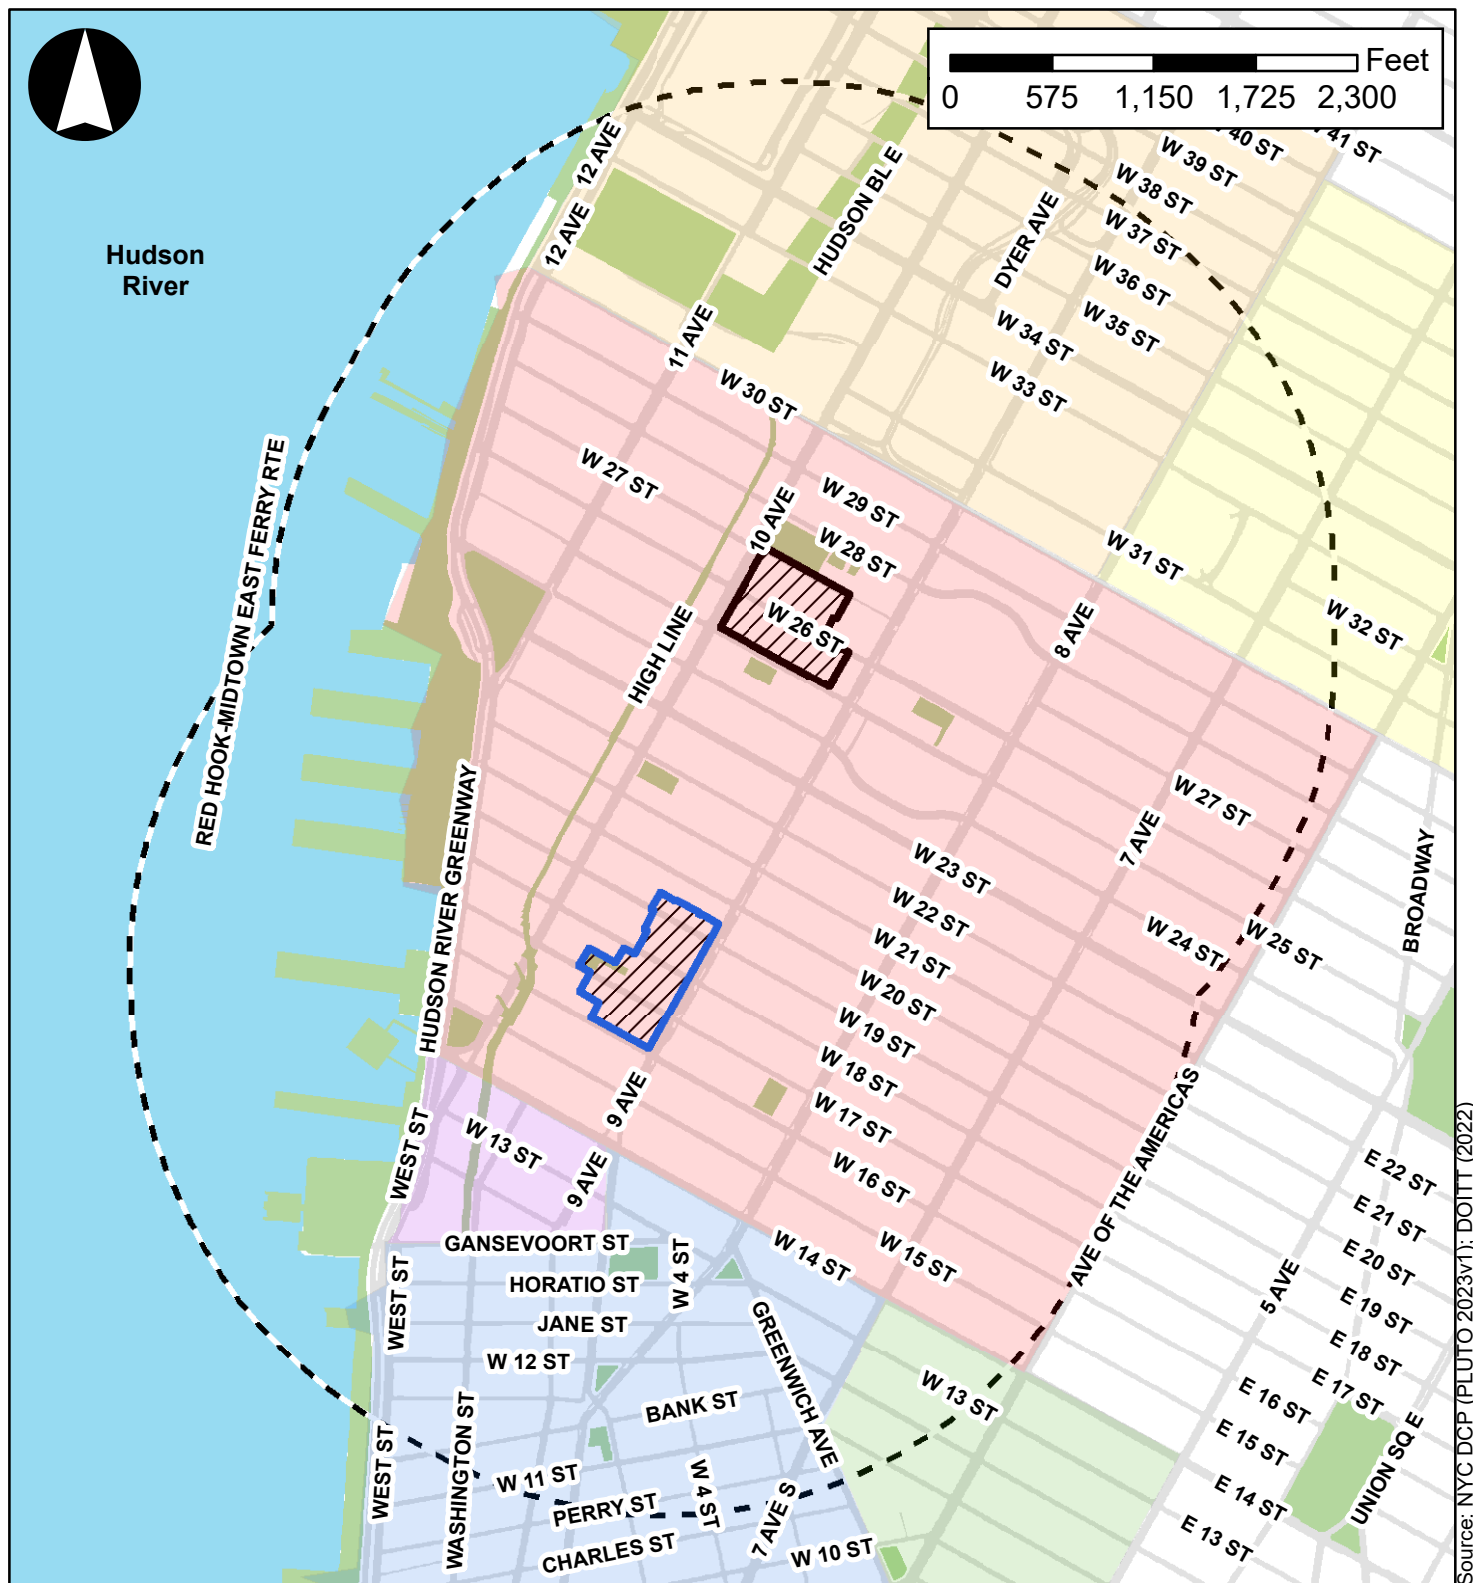 Feet
0 575 1,150 1,725 2,300
Hudson
River
12 AVE
12 AVE
HUDSON BL E
DYER AVE
40 ST
41 ST
W 39 ST
W 38 ST
W 37 ST
W 36 ST
W 35 ST
W 34 ST
W 33 ST
11 AVE
W 30 ST
W 27 ST
W 29 ST
10 AVE
W 28 ST
W 31 ST
W 32 ST
W 26 ST
8 AVE
HIGH LINE
RED HOOK-MIDTOWN EAST FERRY RTE
HUDSON RIVER GREENWAY
W 27 ST
7 AVE
BROADWAY
W 23 ST
W 22 ST
W 24 ST
W 25 ST
W 21 ST
W 20 ST
W 19 ST
W 18 ST
W 17 ST
W 16 ST
W 15 ST
W 14 ST
9 AVE
9 AVE
W 13 ST
WEST ST
GANSEVOORT ST
HORATIO ST
W 4 ST
JANE ST
WEST ST
W 12 ST
GREENWICH AVE
BANK ST
WASHINGTON ST
WEST ST
W 11 ST
PERRY ST
W 4 ST
CHARLES ST
7 AVE S
W 10 ST
W 13 ST
AVE OF THE AMERICAS
5 AVE
E 22 ST
E 21 ST
E 20 ST
E 19 ST
E 18 ST
E 17 ST
E 16 ST
E 15 ST
E 14 ST
E 13 ST
UNION SQ E
Source: NYC DCP (PLUTO 2023v1); DOITT (2022)